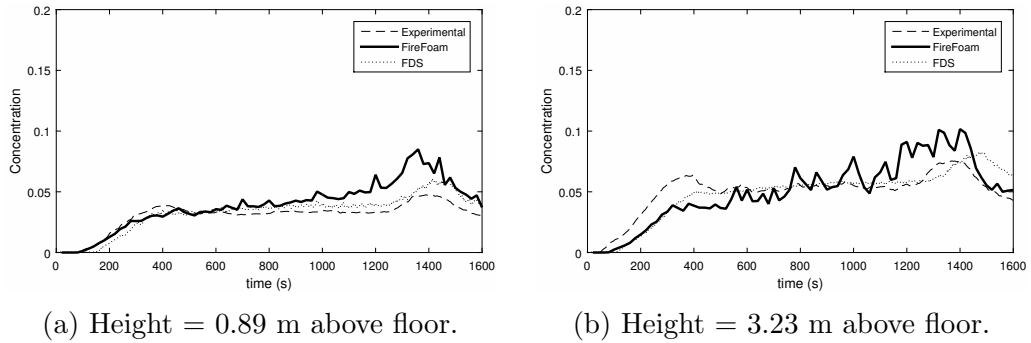 0.2
0.15
0.1
0.05
0
Concentration
0 200 400 600 800 1000 1200 1400 1600
time (s)
Experimental
FireFoam
FDS
(a) Height = 0.89 m above floor.
0.2
0.15
0.1
0.05
0
Concentration
0 200 400 600 800 1000 1200 1400 1600
time (s)
Experimental
FireFoam
FDS
(b) Height = 3.23 m above floor.